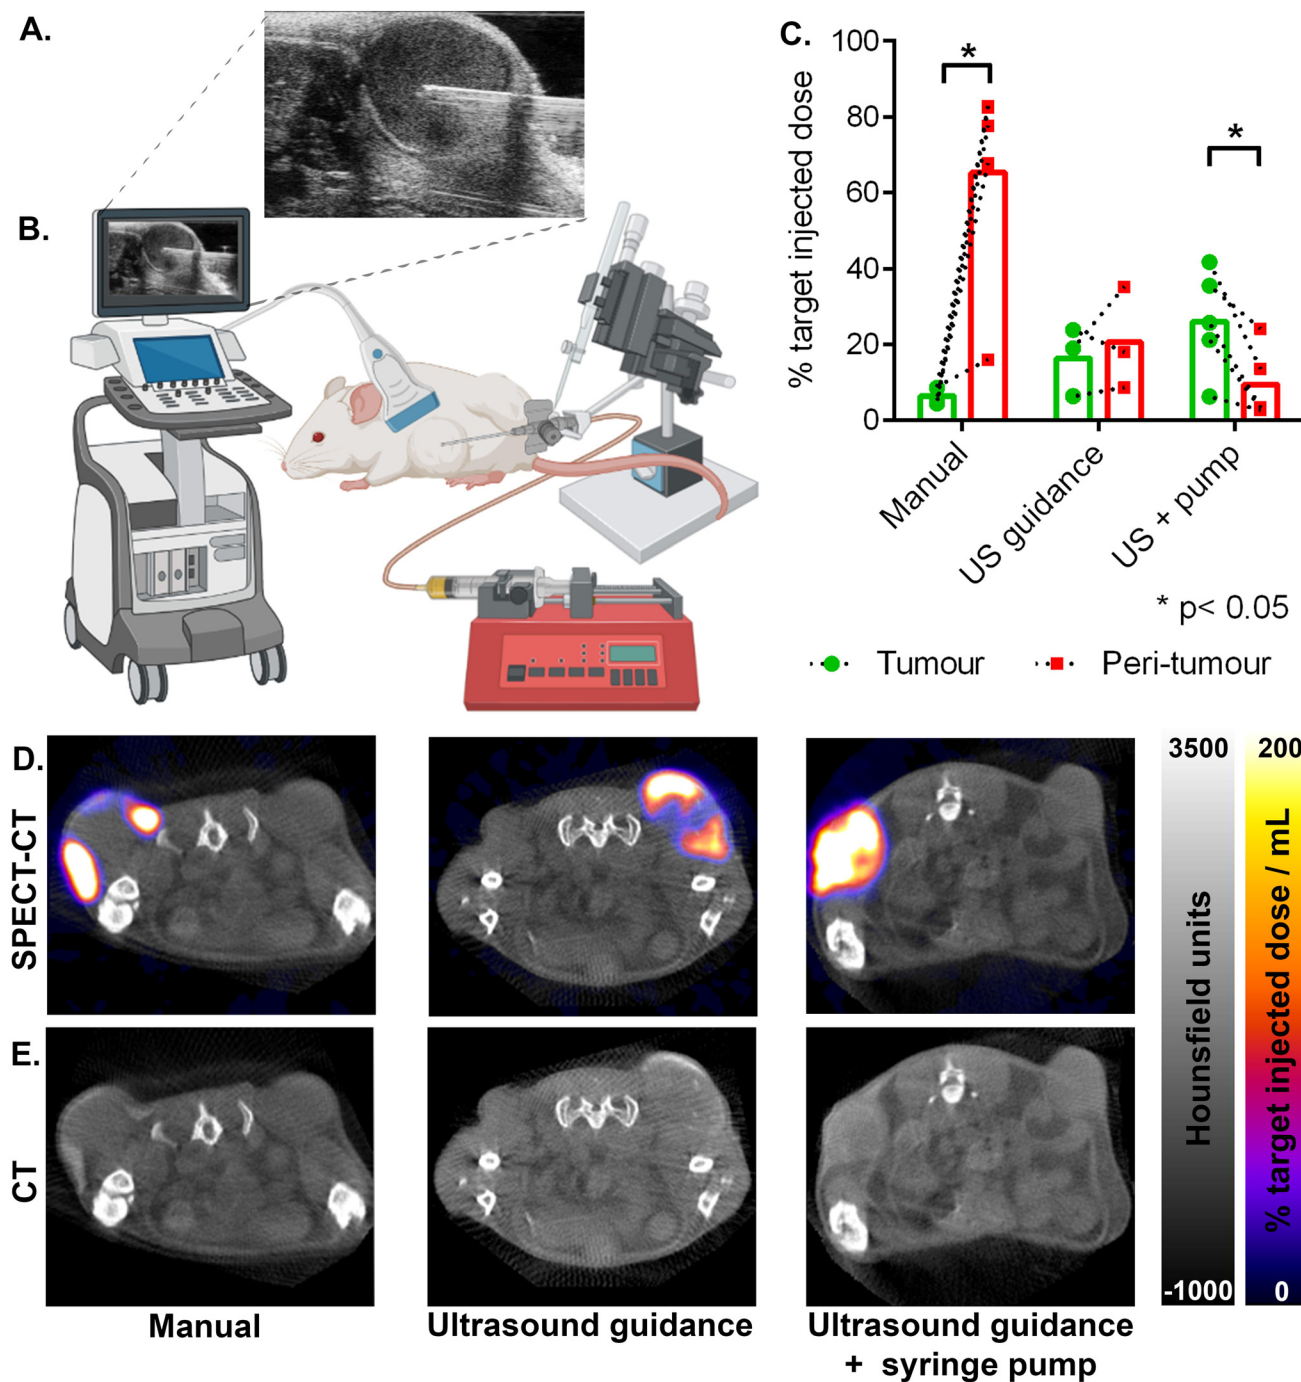 A.
B.
C.
% target injected dose
100
80
60
40
20
0
*
*
Manual
US guidance
US + pump
* p< 0.05
Tumour
Peri-tumour
D.
SPECT-CT
E.
CT
Manual
Ultrasound guidance
Ultrasound guidance
+ syringe pump
3500
Hounsfield units
-1000
200
% target injected dose / mL
0